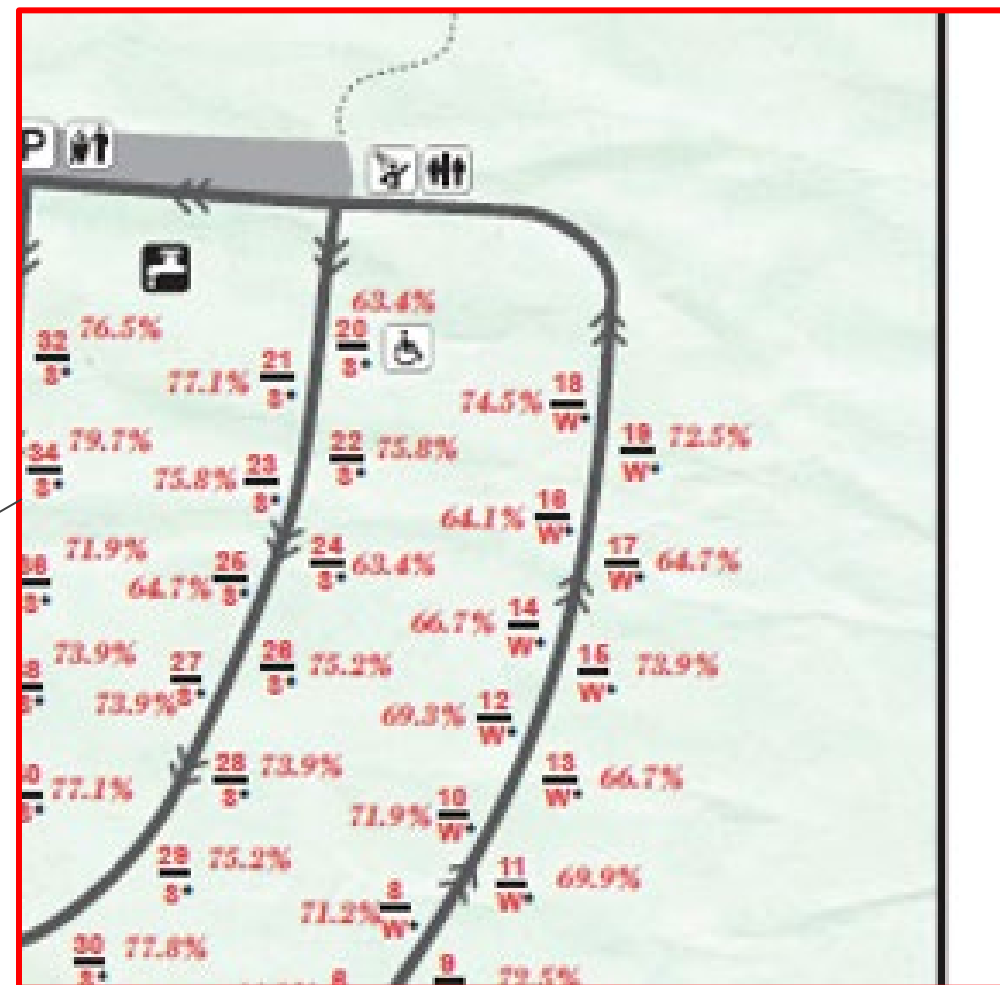 P
63.4%
20
S•
76.5%
32
S•
77.1%
21
S•
74.5%
18
W•
19
W•
72.5%
79.7%
34
S•
22
S•
75.8%
75.8%
23
S•
64.1%
16
W•
71.9%
S•
24
S•
63.4%
17
W•
64.7%
64.7%
25
S•
66.7%
14
W•
73.9%
S•
27
S•
73.9%
26
S•
75.2%
15
W•
73.9%
69.3%
12
W•
77.1%
S•
28
S•
73.9%
13
W•
66.7%
71.9%
10
W•
29
S•
75.2%
11
W•
69.9%
71.2%
8
W•
30
S•
77.8%
9
72.5%